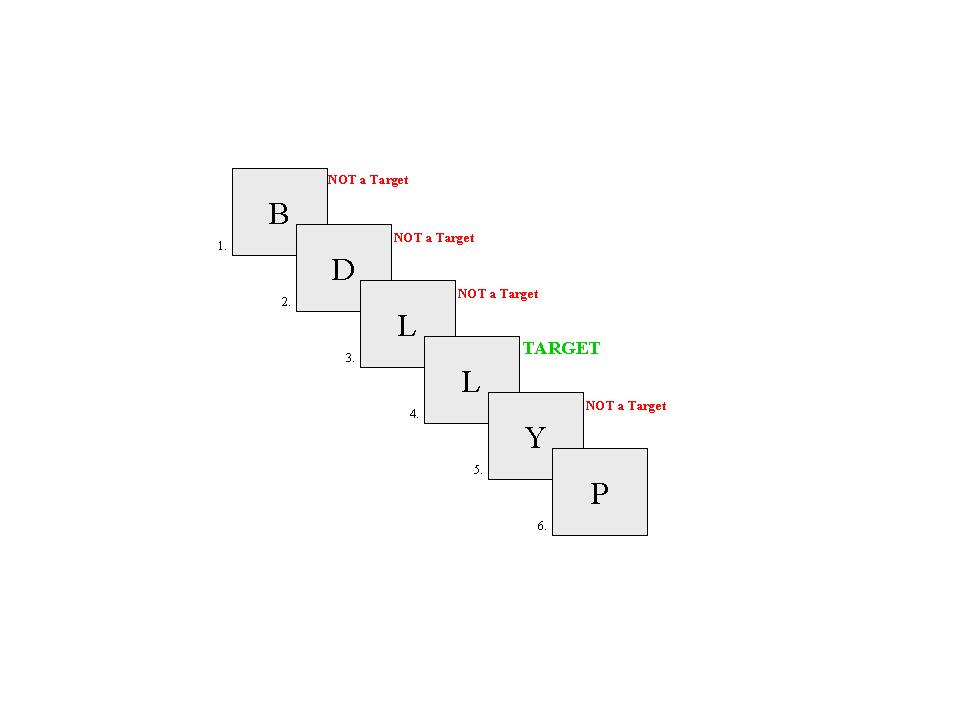 NOT a Target
B
1.
NOT a Target
D
2.
NOT a Target
L
3.
TARGET
L
4.
NOT a Target
Y
5.
P
6.